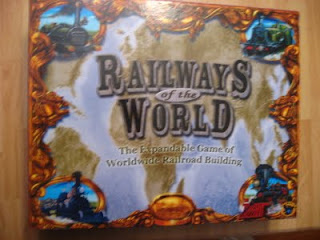 RAILWAYS
of the
WORLD
The Expandable Game of
Worldwide Railroad Building